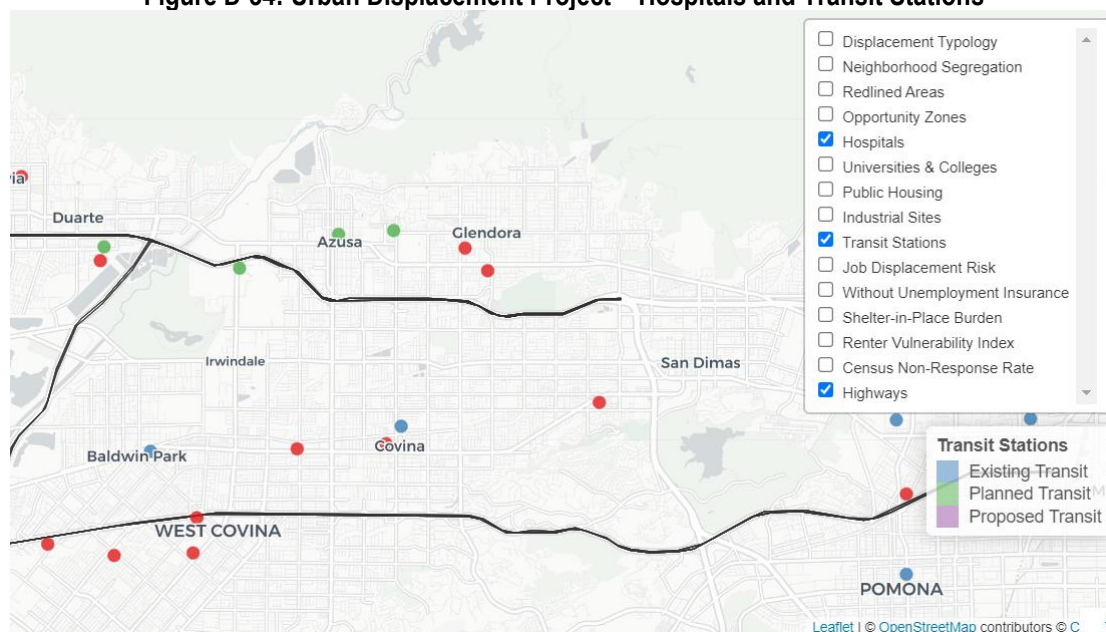 Figure D-64: Urban Displacement Project – Hospitals and Transit Stations
Displacement Typology
Neighborhood Segregation
Redlined Areas
Opportunity Zones
Hospitals
Universities & Colleges
Public Housing
Industrial Sites
Transit Stations
Job Displacement Risk
Without Unemployment Insurance
Shelter-in-Place Burden
Renter Vulnerability Index
Census Non-Response Rate
Highways
via
Duarte
Azusa
Glendora
Irwindale
San Dimas
Baldwin Park
Covina
WEST COVINA
POMONA
Transit Stations
Existing Transit
Planned Transit
Proposed Transit
M
Leaflet | © OpenStreetMap contributors © C